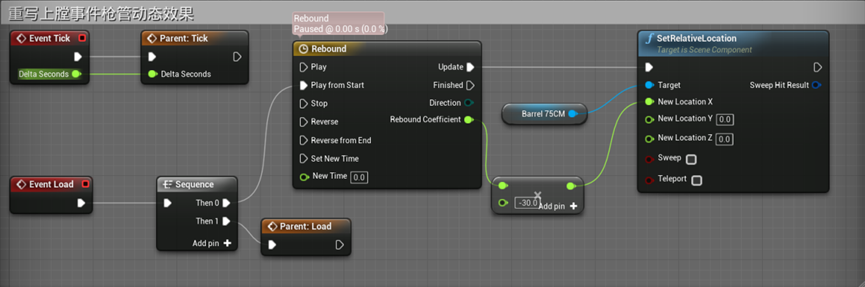 重写上膛事件枪管动态效果
Event Tick
Delta Seconds
Parent: Tick
Delta Seconds
Rebound
Paused @ 0.00 s (0.0 %)
Rebound
Play
Update
Play from Start
Finished
Stop
Direction
Reverse
Rebound Coefficient
Reverse from End
Set New Time
New Time 0.0
SetRelativeLocation
Target is Scene Component
Target
Sweep Hit Result
New Location X
New Location Y 0.0
New Location Z 0.0
Sweep
Teleport
Barrel 75CM
-30.0
Add pin +
Event Load
Sequence
Then 0
Then 1
Add pin +
Parent: Load